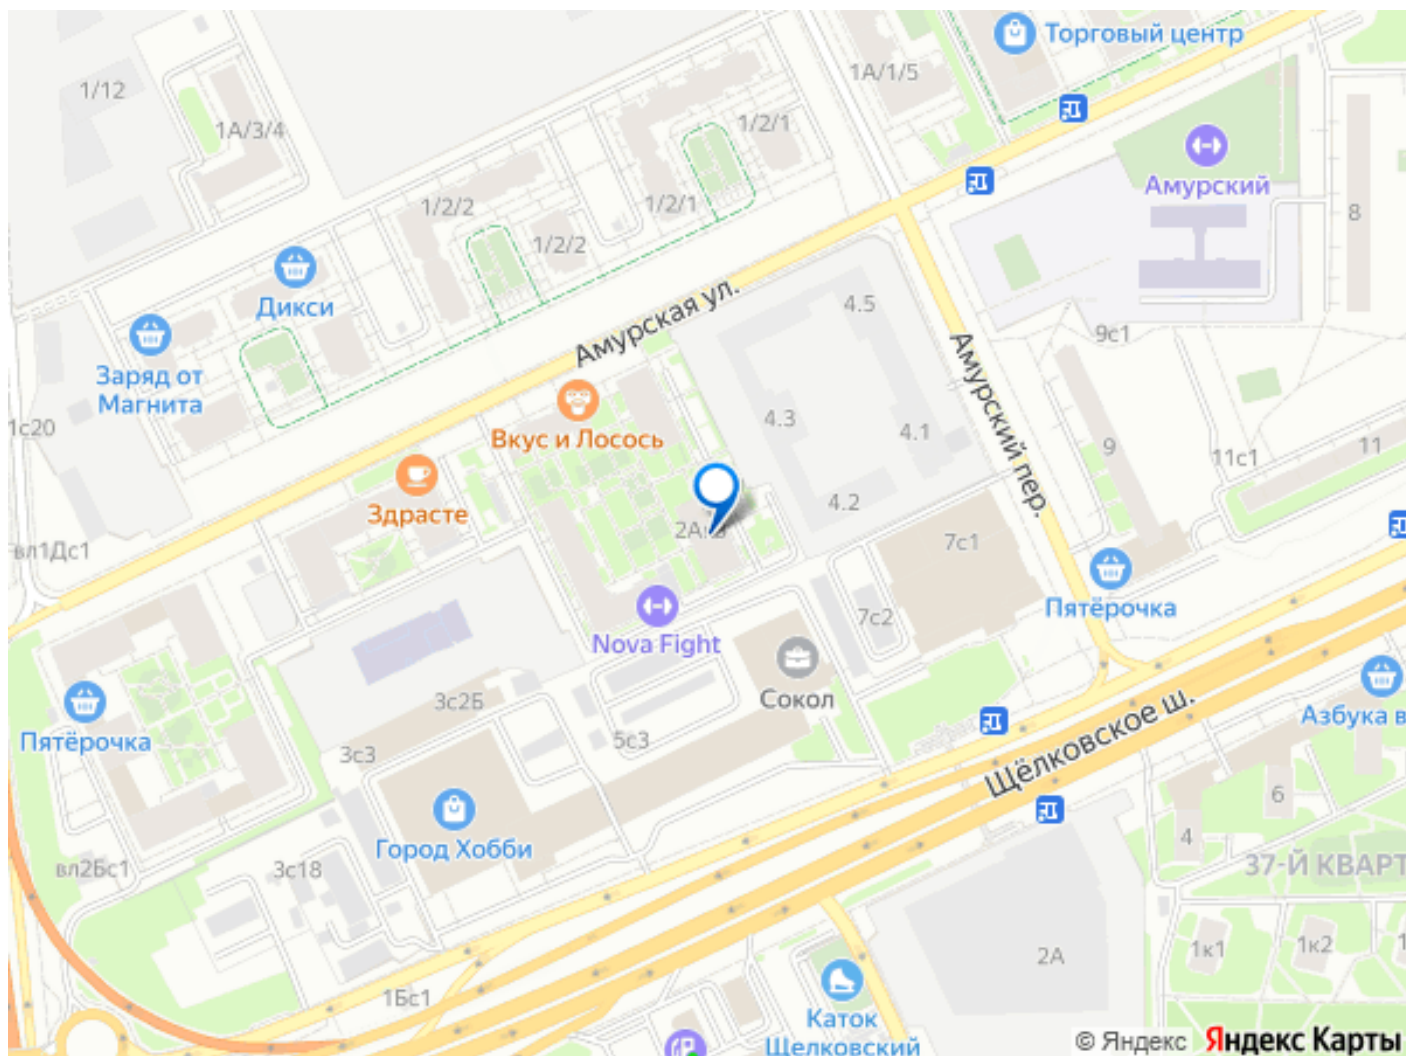 Торговый центр
1/12
1А/1/5
1А/3/4
1/2/1
Амурский
1/2/2
1/2/1
8
1/2/2
Дикси
4.5
Амурская ул.
9с1
Заряд от
Магнита
Амурский пер.
1с20
4.3
4.1
Вкус и Лосось
9
11с1
11
Здрасте
4.2
7с1
вл1Дс1
Пятёрочка
7с2
Nova Fight
Сокол
3с2Б
Щёлковское ш.
Азбука в
Пятёрочка
5с3
3с3
6
4
Город Хобби
37-Й КВАРТ
вл2Бс1
3с18
1к1
1к2
2А
1Бс1
Каток
Щелковский
© Яндекс Яндекс Карты